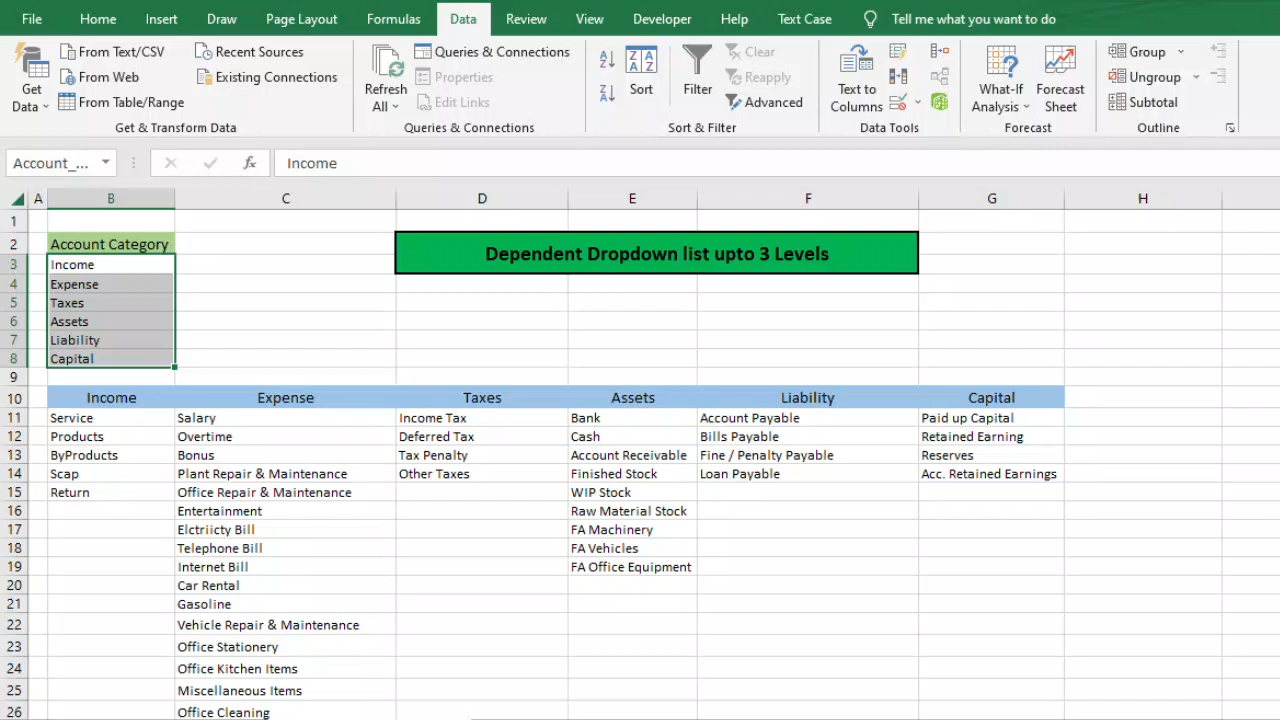 File Home Insert Draw Page Layout Formulas Data Review View Developer Help Text Case Tell me what you want to do
Get Data
From Text/CSV
From Web
From Table/Range
Recent Sources
Existing Connections
Get & Transform Data
Refresh All
Queries & Connections
Properties
Edit Links
Queries & Connections
Sort
Filter
Clear
Reapply
Advanced
Sort & Filter
Text to Columns
Data Tools
What-If Analysis
Forecast Sheet
Forecast
Group
Ungroup
Subtotal
Outline
Account_... fx Income
A B C D E F G H
1
2 Account Category Dependent Dropdown list upto 3 Levels
3 Income
4 Expense
5 Taxes
6 Assets
7 Liability
8 Capital
9
10 Income Expense Taxes Assets Liability Capital
11 Service Salary Income Tax Bank Account Payable Paid up Capital
12 Products Overtime Deferred Tax Cash Bills Payable Retained Earning
13 ByProducts Bonus Tax Penalty Account Receivable Fine / Penalty Payable Reserves
14 Scap Plant Repair & Maintenance Other Taxes Finished Stock Loan Payable Acc. Retained Earnings
15 Return Office Repair & Maintenance WIP Stock
16 Entertainment Raw Material Stock
17 Elctriicty Bill FA Machinery
18 Telephone Bill FA Vehicles
19 Internet Bill FA Office Equipment
20 Car Rental
21 Gasoline
22 Vehicle Repair & Maintenance
23 Office Stationery
24 Office Kitchen Items
25 Miscellaneous Items
26 Office Cleaning